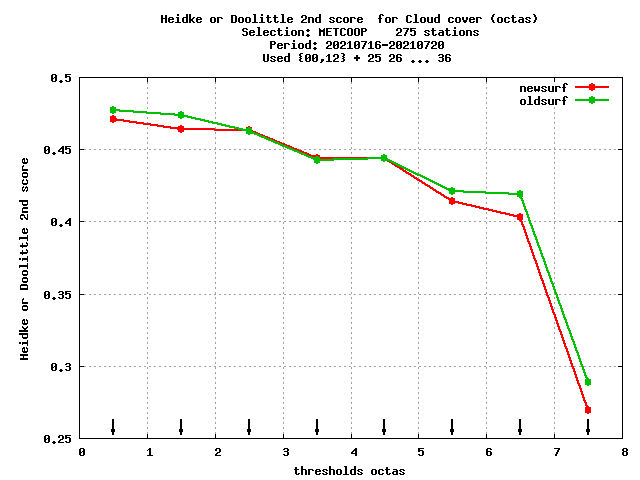 Heidke or Doolittle 2nd score  for Cloud cover (octas)
Selection: METCOOP    275 stations
Period: 20210716-20210720
Used {00,12} + 25 26 ... 36
newsurf
oldsurf
Heidke or Doolittle 2nd score
0.5
0.45
0.4
0.35
0.3
0.25
0 1 2 3 4 5 6 7 8
thresholds octas